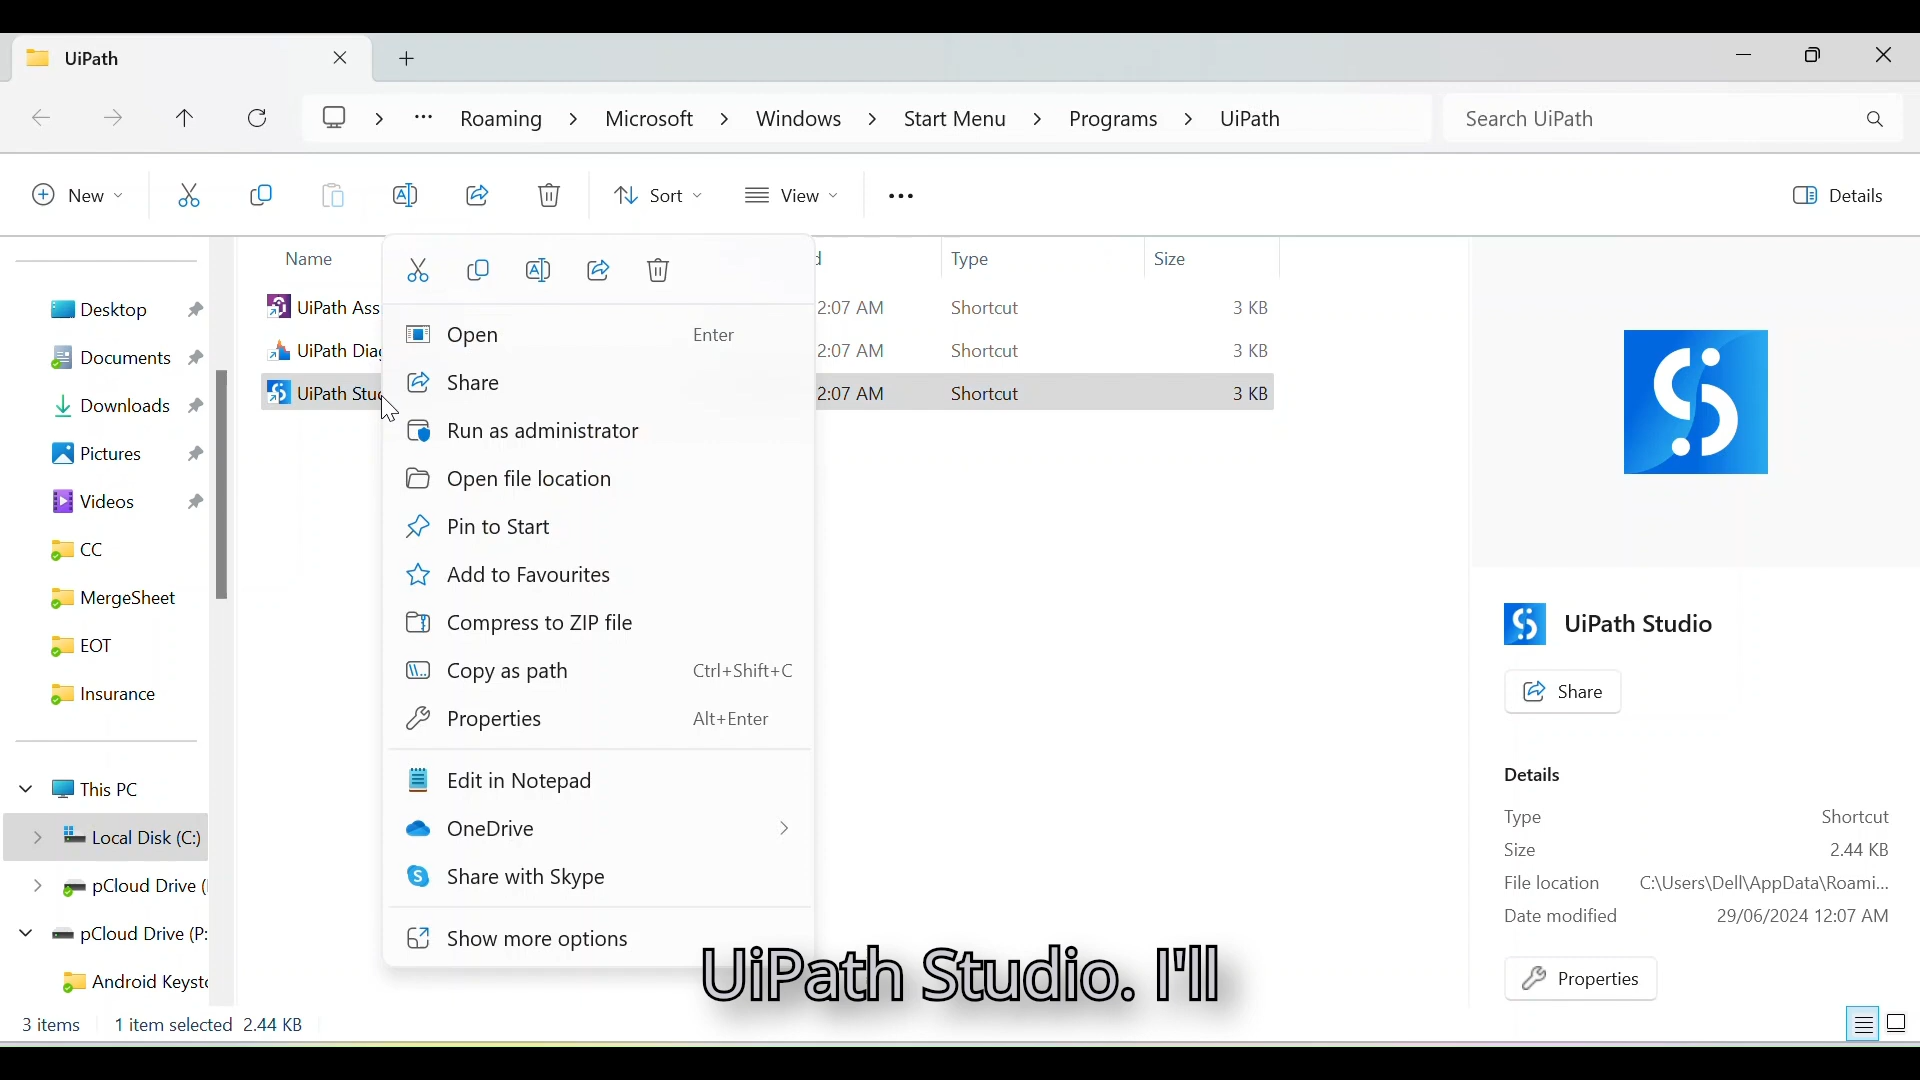 UiPath
Roaming > Microsoft > Windows > Start Menu > Programs > UiPath
Search UiPath
New
Sort
View
Details
Name
Type
Size
UiPath Ass
2:07 AM
Shortcut
3 KB
UiPath Dia
2:07 AM
Shortcut
3 KB
UiPath Stu
2:07 AM
Shortcut
3 KB
Desktop
Documents
Downloads
Pictures
Videos
CC
MergeSheet
EOT
Insurance
This PC
Local Disk (C:)
pCloud Drive (
pCloud Drive (P:
Android Keysto
Open Enter
Share
Run as administrator
Open file location
Pin to Start
Add to Favourites
Compress to ZIP file
Copy as path Ctrl+Shift+C
Properties Alt+Enter
Edit in Notepad
OneDrive
Share with Skype
Show more options
UiPath Studio
Share
Details
Type Shortcut
Size 2.44 KB
File location C:\Users\Dell\AppData\Roami...
Date modified 29/06/2024 12:07 AM
Properties
UiPath Studio. I'll
3 items 1 item selected 2.44 KB